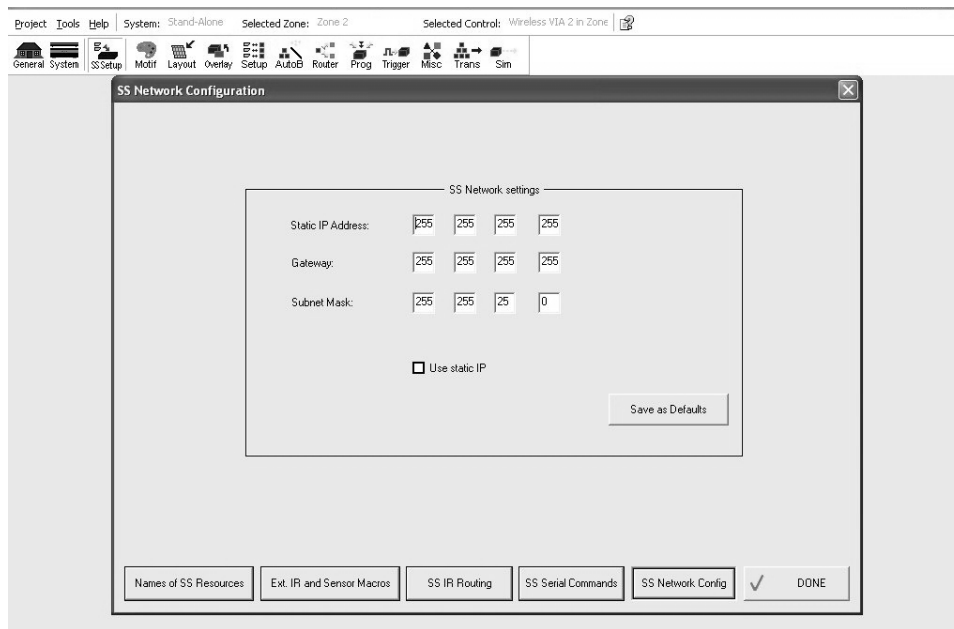 Project Tools Help System: Stand-Alone Selected Zone: Zone 2 Selected Control: Wireless VIA 2 in Zone
General System SSSetup Motif Layout Overlay Setup AutoB Router Prog Trigger Misc Trans Sim
SS Network Configuration
SS Network settings
Static IP Address: 255 255 255 255
Gateway: 255 255 255 255
Subnet Mask: 255 255 25 0
Use static IP
Save as Defaults
Names of SS Resources Ext. IR and Sensor Macros SS IR Routing SS Serial Commands SS Network Config DONE